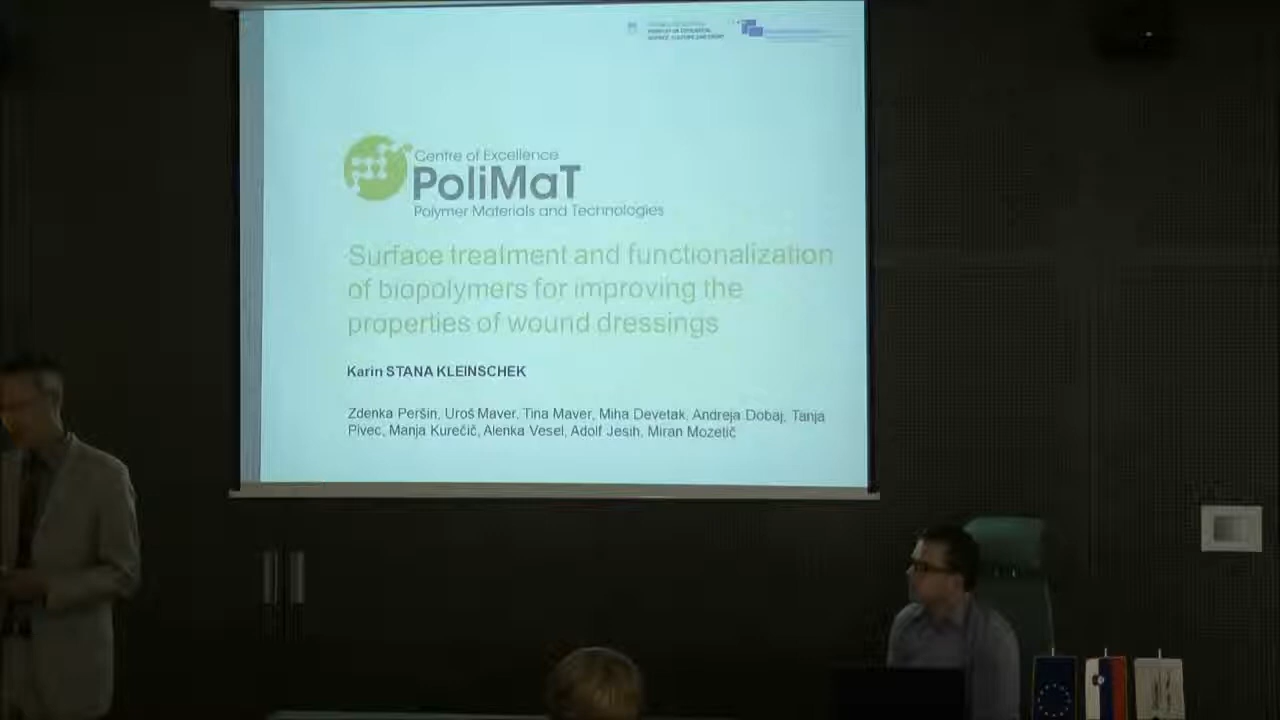 Centre of Excellence
PoliMaT
Polymer Materials and Technologies
Surface treatment and functionalization
of biopolymers for improving the
properties of wound dressings
Karin STANA KLEINSCHEK
Zdenka Peršin, Uroš Maver, Tina Maver, Miha Devetak, Andreja Dobaj, Tanja
Pivec, Manja Kurečič, Alenka Vesel, Adolf Jesih, Miran Mozetič